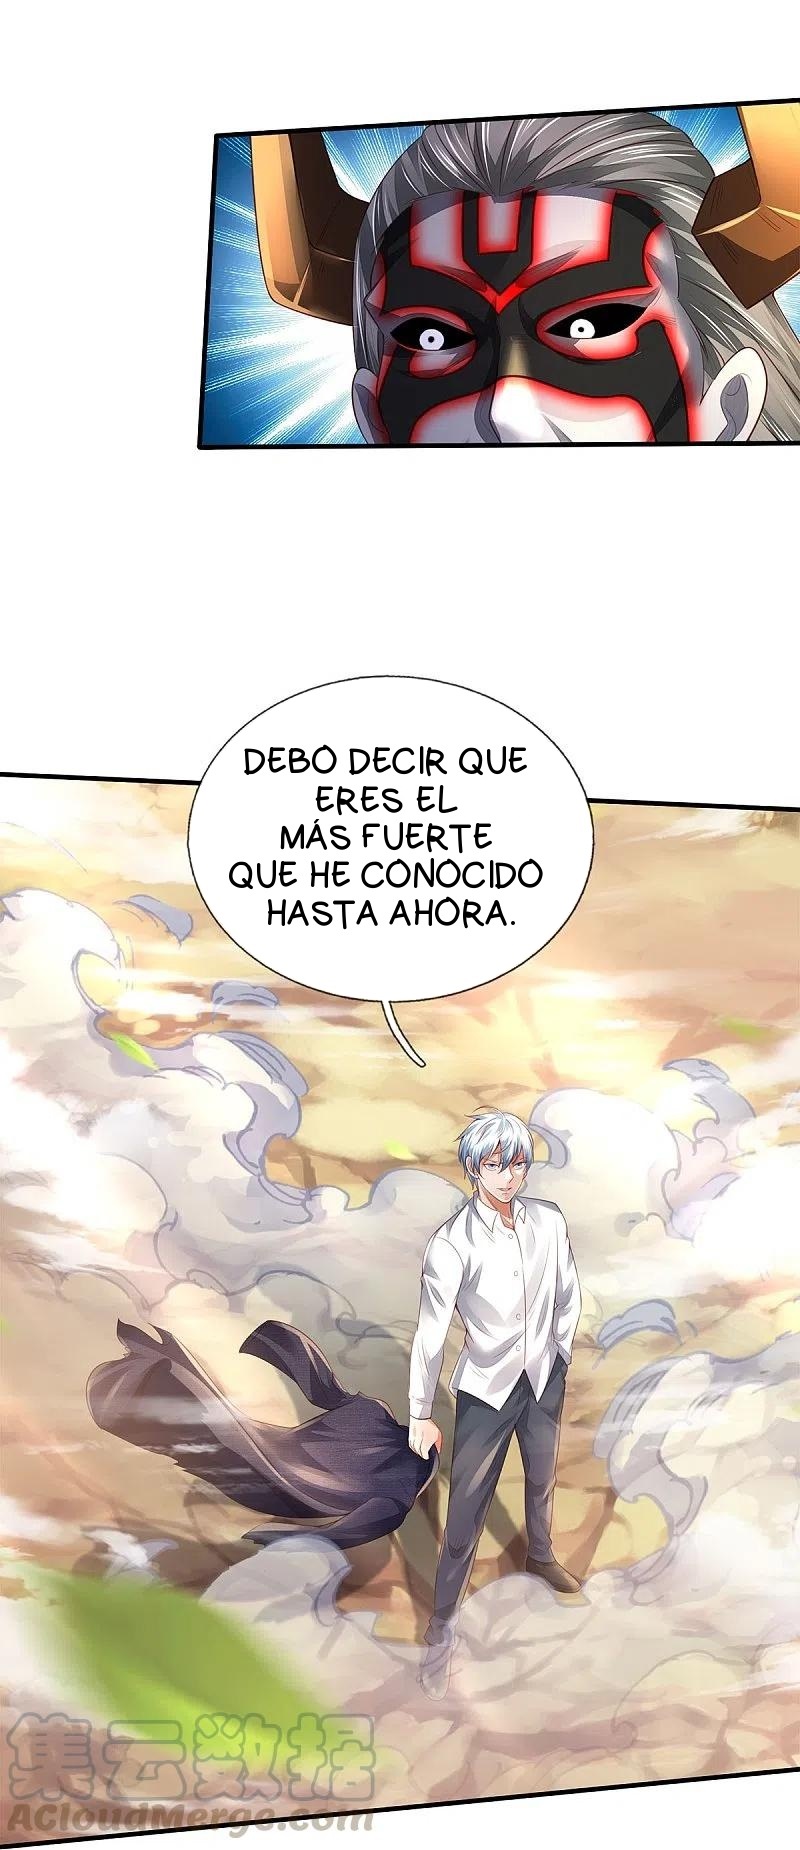 DEBO DECIR QUE
ERES EL
MÁS FUERTE
QUE HE CONOCIDO
HASTA AHORA.
集云数据
ACloudMerge.com